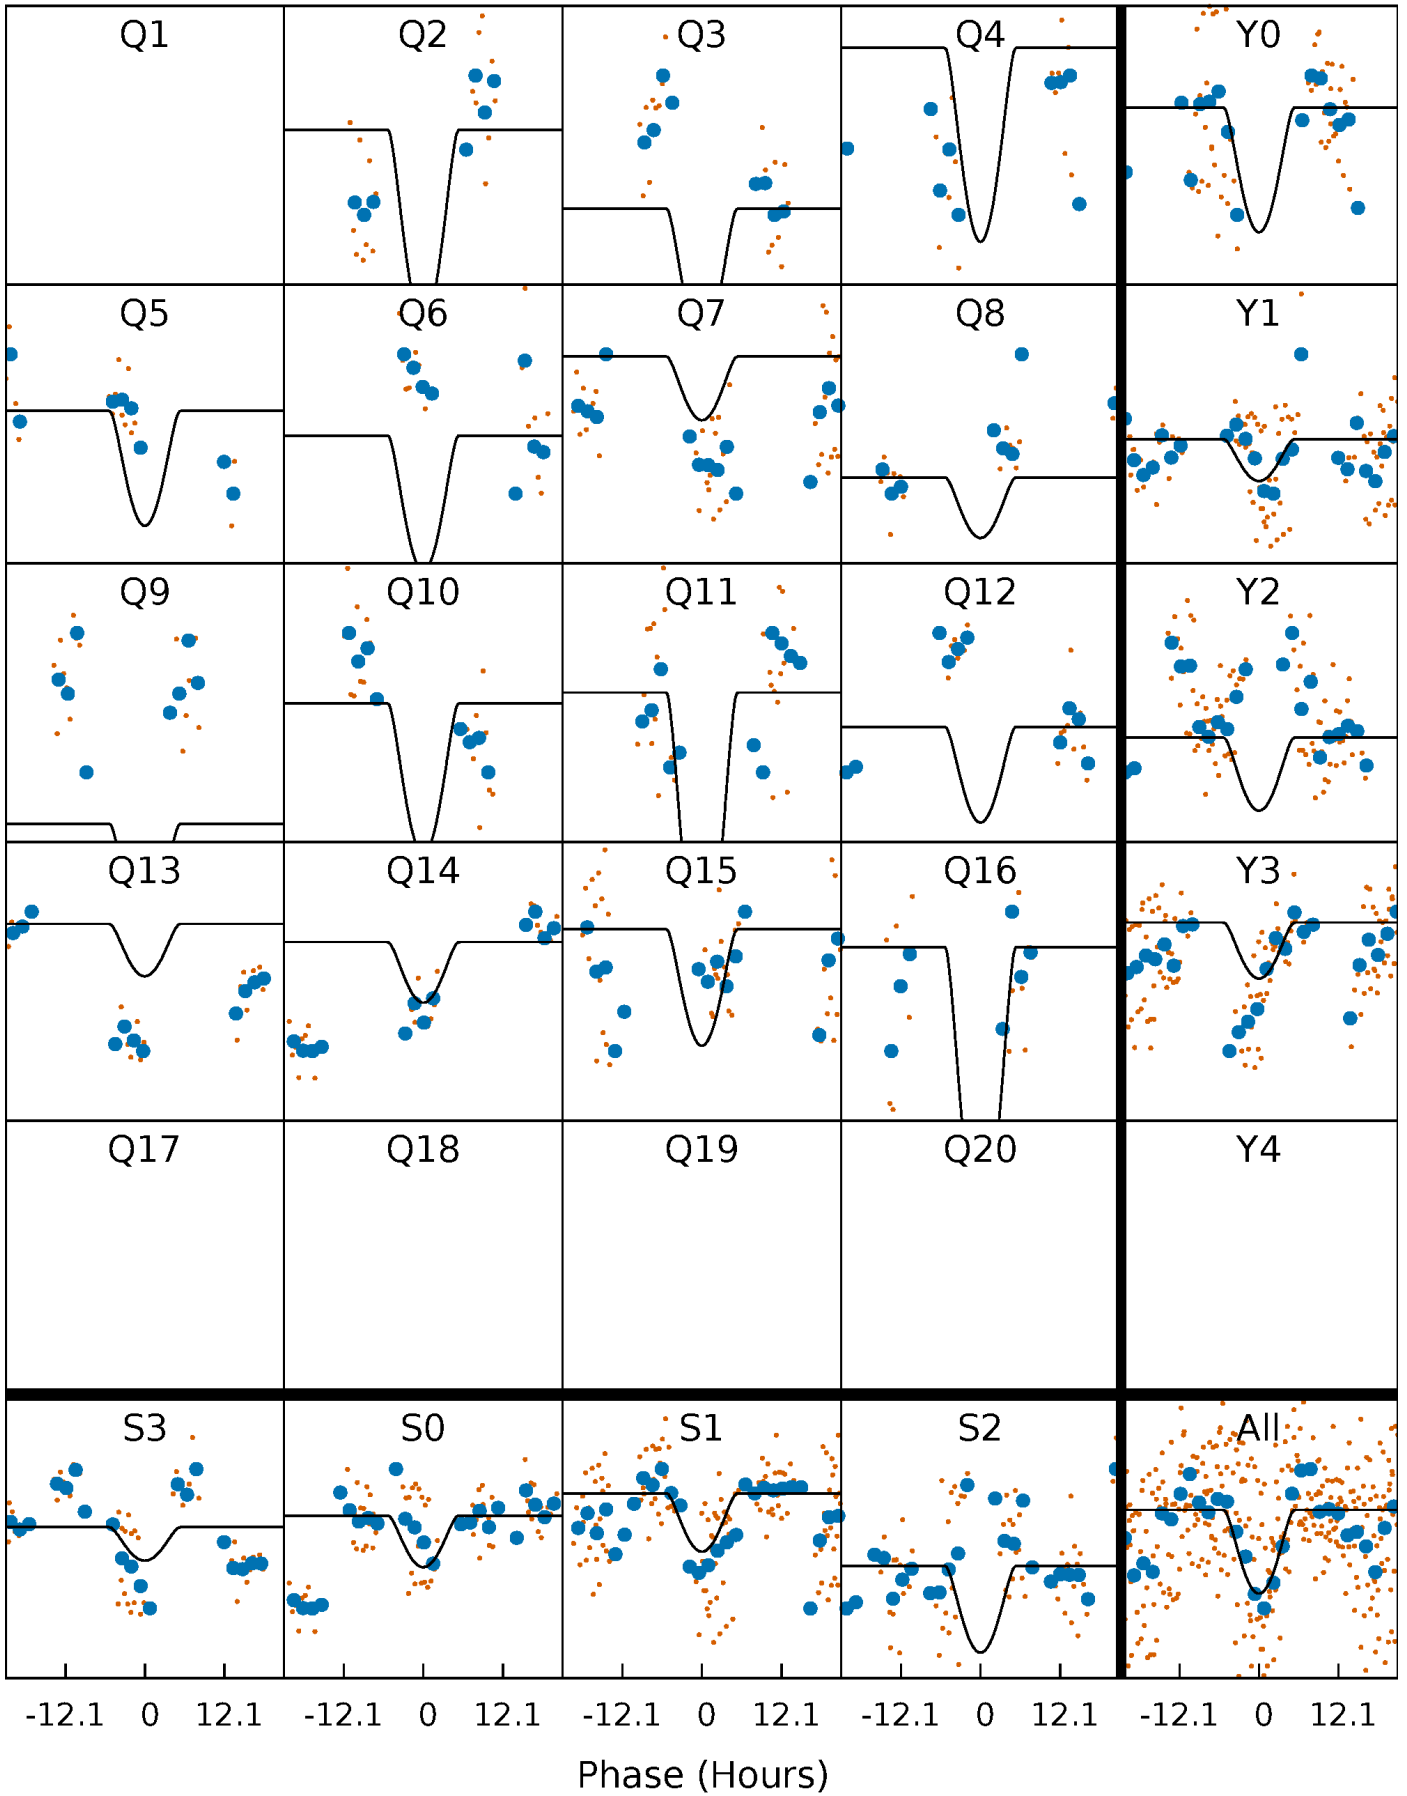 Q1 Q2 Q3 Q4 Y0
Q5 Q6 Q7 Q8 Y1
Q9 Q10 Q11 Q12 Y2
Q13 Q14 Q15 Q16 Y3
Q17 Q18 Q19 Q20 Y4
S3 S0 S1 S2 All
-12.1 0 12.1 -12.1 0 12.1 -12.1 0 12.1 -12.1 0 12.1 -12.1 0 12.1
Phase (Hours)